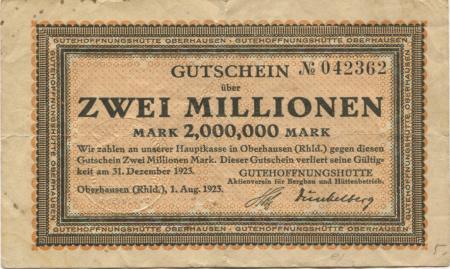 GUTEHOFFNUNGSHÜTTE OBERHAUSEN · GUTEHOFFNUNGSHÜTTE OBERHAUSEN
GUTSCHEIN № 042362
über
ZWEI MILLIONEN
MARK 2,000,000 MARK
Wir zahlen an unserer Hauptkasse in Oberhausen (Rhld.) gegen diesen
Gutschein Zwei Millionen Mark. Dieser Gutschein verliert seine Gültig-
keit am 31. Dezember 1923.
GUTEHOFFNUNGSHÜTTE
Aktienverein für Bergbau und Hüttenbetrieb.
Oberhausen (Rhld.), 1. Aug. 1923.
GUTEHOFFNUNGSHÜTTE OBERHAUSEN · GUTEHOFFNUNGSHÜTTE OBERHAUSEN